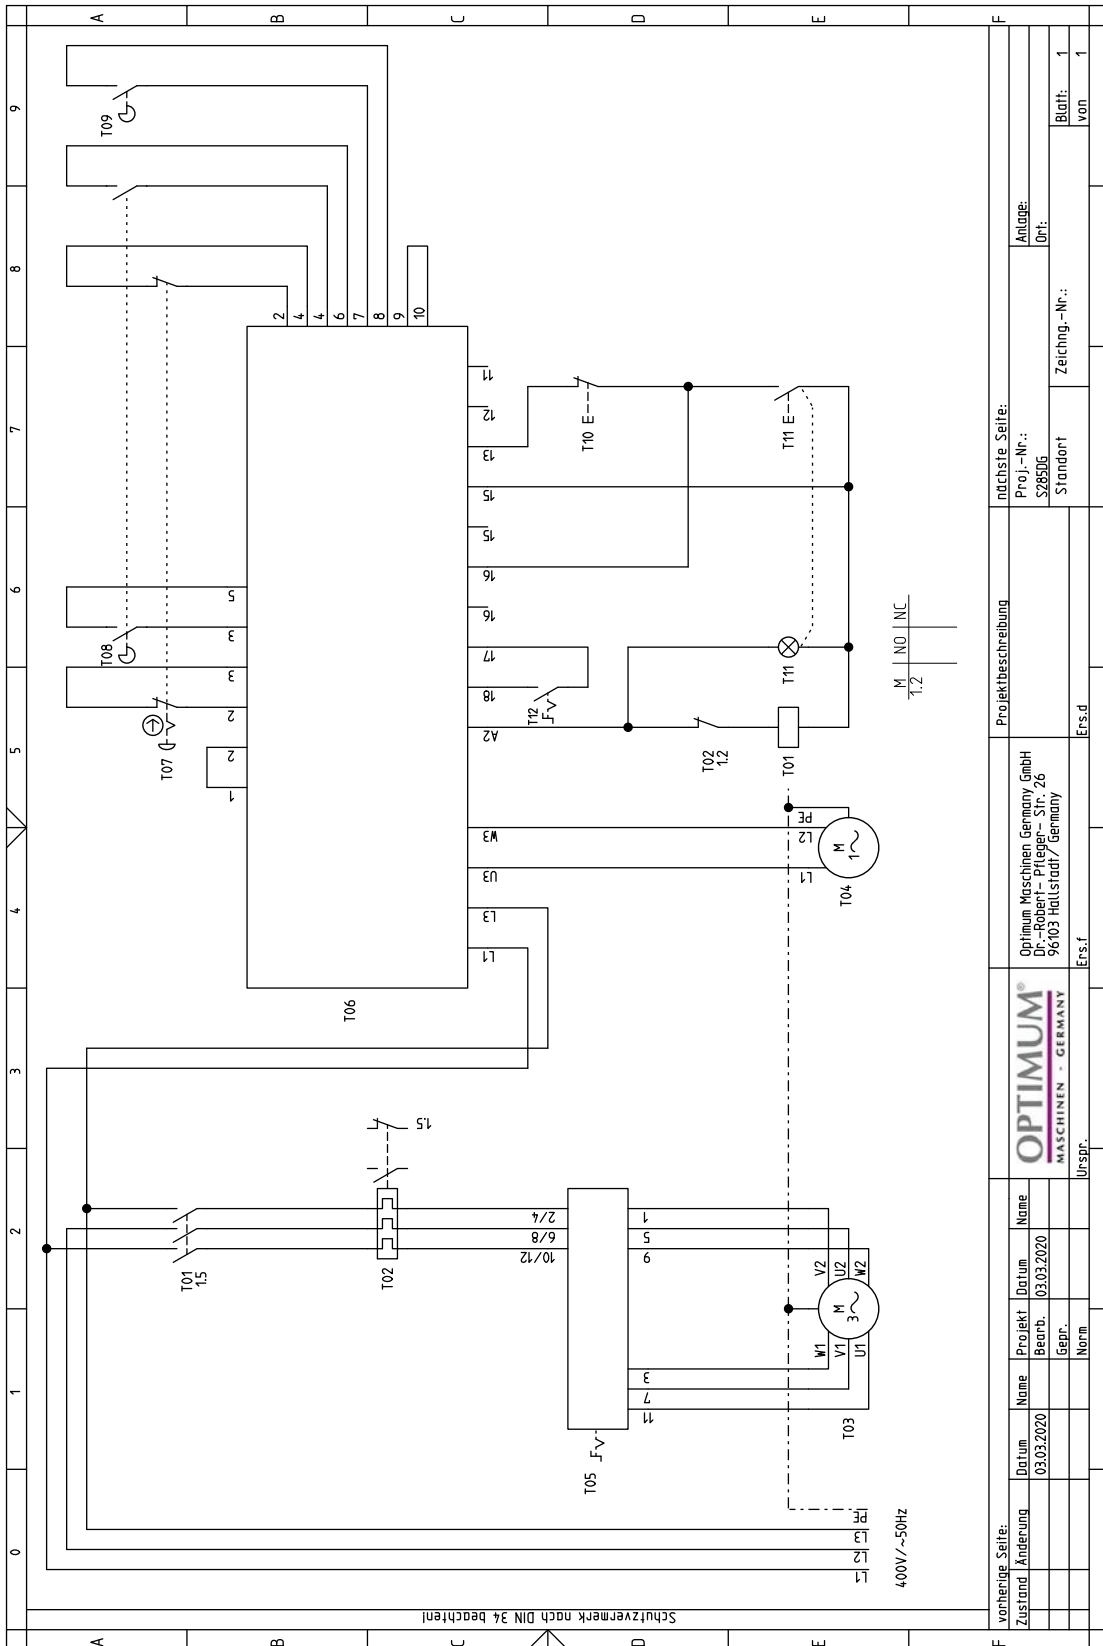 0 1 2 3 4 5 6 7 8 9
A
B
C
D
E
F
A
B
C
D
E
F
Schutzvermerk nach DIN 34 beachten!
L1
L2
L3
PE
400V/~50Hz
T01
1.5
T02
1.5
10/12
6/8
2/4
T05
11
7
3
9
5
1
W1
V1
U1
V2
U2
W2
M
3~
T03
T06
L1
L3
U3
W3
A2
18
17
16
16
15
15
13
12
11
1
2
2
3
3
5
2
4
4
6
7
8
9
10
T07
T08
T09
T12
T10
T11
T11
T02
1.2
T01
L1
L2
PE
M
1~
T04
M NO NC
1.2
vorherige Seite:
Zustand Änderung Datum Name
03.03.2020
Projekt Datum Name
Bearb. 03.03.2020
Gepr.
Norm
Urspr.
OPTIMUM®
MASCHINEN - GERMANY
Optimum Maschinen Germany GmbH
Dr.-Robert- Pfleger- Str. 26
96103 Hallstadt/ Germany
Ers.f
Ers.d
Projektbeschreibung
nächste Seite:
Proj.-Nr.:
S285DG
Standort
Anlage:
Ort:
Zeichng.-Nr.:
Blatt: 1
von 1